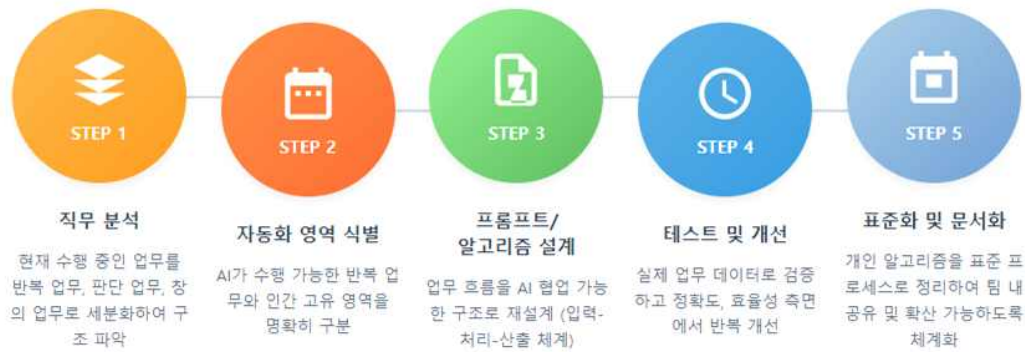 STEP 1
직무 분석
현재 수행 중인 업무를
반복 업무, 판단 업무, 창
의 업무로 세분화하여 구
조 파악
STEP 2
자동화 영역 식별
AI가 수행 가능한 반복 업
무와 인간 고유 영역을
명확히 구분
STEP 3
프롬프트/
알고리즘 설계
업무 흐름을 AI 협업 가능
한 구조로 재설계 (입력-
처리-산출 체계)
STEP 4
테스트 및 개선
실제 업무 데이터로 검증
하고 정확도, 효율성 측면
에서 반복 개선
STEP 5
표준화 및 문서화
개인 알고리즘을 표준 프
로세스로 정리하여 팀 내
공유 및 확산 가능하도록
체계화